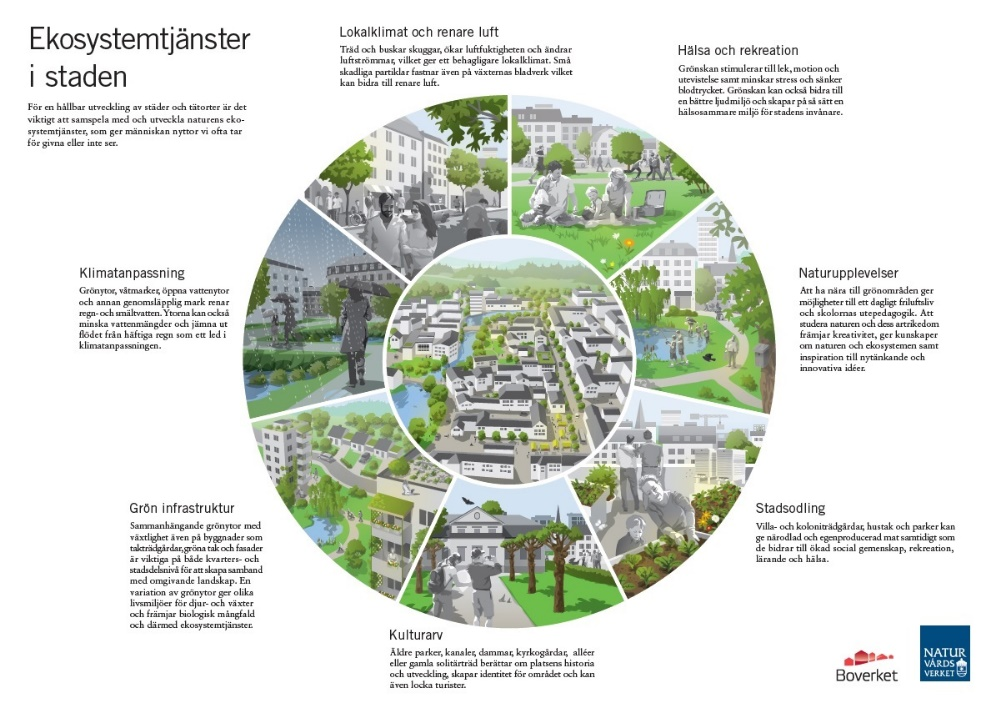 Ekosystemtjänster
i staden
För en hållbar utveckling av städer och tätorter är det
viktigt att samspela med och utveckla naturens eko-
systemtjänster, som ger människan nyttor vi ofta tar
för givna eller inte ser.
Lokalklimat och renare luft
Träd och buskar skuggar, ökar luftfuktigheten och ändrar
luftströmmar, vilket ger ett behagligare lokalklimat. Små
skadliga partiklar fastnar även på växternas bladverk vilket
kan bidra till renare luft.
Hälsa och rekreation
Grönskan stimulerar till lek, motion och
utevistelse samt minskar stress och sänker
blodtrycket. Grönskan kan också bidra till
en bättre ljudmiljö och skapar på så sätt en
hälsosammare miljö för stadens invånare.
Klimatanpassning
Grönytor, våtmarker, öppna vattenytor
och annan genomsläpplig mark renar
regn- och smältvatten. Ytorna kan också
minska vattenmängder och jämna ut
flödet från häftiga regn som ett led i
klimatanpassningen.
Naturupplevelser
Att ha nära till grönområden ger
möjligheter till ett dagligt friluftsliv
och skolornas utepedagogik. Att
studera naturen och dess artrikedom
främjar kreativitet, ger kunskaper
om naturen och ekosystemen samt
inspiration till nytänkande och
innovativa idéer.
Grön infrastruktur
Sammanhängande grönytor med
växtlighet även på byggnader som
takträdgårdar,gröna tak och fasader
är viktiga på både kvarters- och
stadsdelsnivå för att skapa samband
med omgivande landskap. En
variation av grönytor ger olika
livsmiljöer för djur- och växter
och främjar biologisk mångfald
och därmed ekosystemtjänster.
Stadsodling
Villa- och koloniträdgårdar, hustak och parker kan
ge närodlad och egenproducerad mat samtidigt som
de bidrar till ökad social gemenskap, rekreation,
lärande och hälsa.
Kulturarv
Äldre parker, kanaler, dammar, kyrkogårdar, alléer
eller gamla solitärträd berättar om platsens historia
och utveckling, skapar identitet för området och kan
även locka turister.
Boverket
NATUR
VÅRDS
VERKET